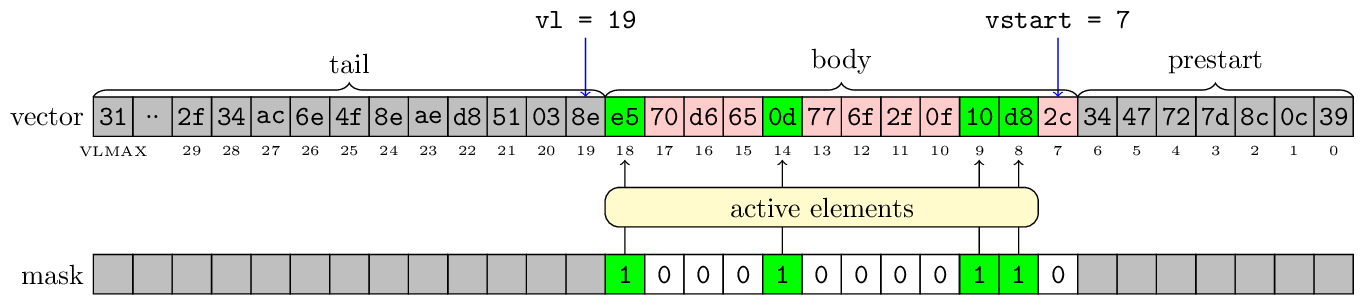 vl = 19 vstart = 7
tail body prestart
vector 31 ·· 2f 34 ac 6e 4f 8e ae d8 51 03 8e e5 70 d6 65 0d 77 6f 2f 0f 10 d8 2c 34 47 72 7d 8c 0c 39
VLMAX 29 28 27 26 25 24 23 22 21 20 19 18 17 16 15 14 13 12 11 10 9 8 7 6 5 4 3 2 1 0
active elements
mask 1 0 0 0 1 0 0 0 0 1 1 0